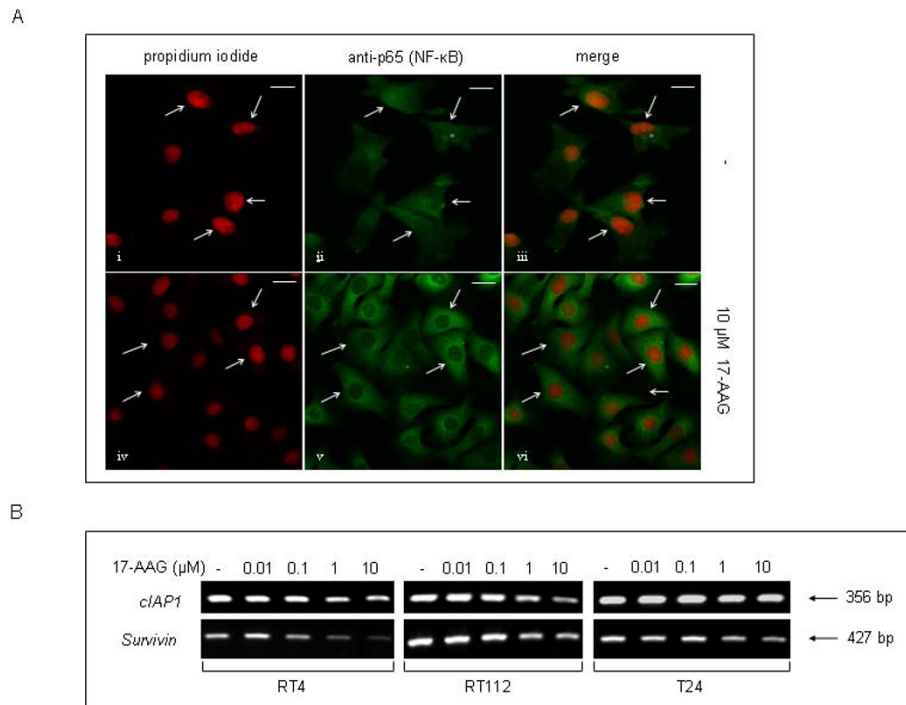 A
propidium iodide anti-p65 (NF-κB) merge
i ii iii
-
iv v vi
10 µM 17-AAG
B
17-AAG (µM) - 0.01 0.1 1 10 - 0.01 0.1 1 10 - 0.01 0.1 1 10
cIAP1 356 bp
Survivin 427 bp
RT4 RT112 T24